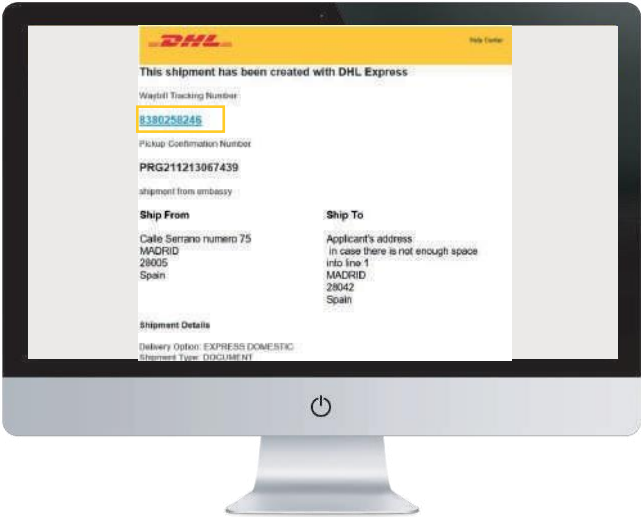 DHL
Help Center
This shipment has been created with DHL Express
Waybill Tracking Number
8380258246
Pickup Confirmation Number
PRG211213067439
shipment from embassy
Ship From
Calle Serrano numero 75
MADRID
28005
Spain
Ship To
Applicant's address
in case there is not enough space
into line 1
MADRID
28042
Spain
Shipment Details
Delivery Option: EXPRESS DOMESTIC
Shipment Type: DOCUMENT